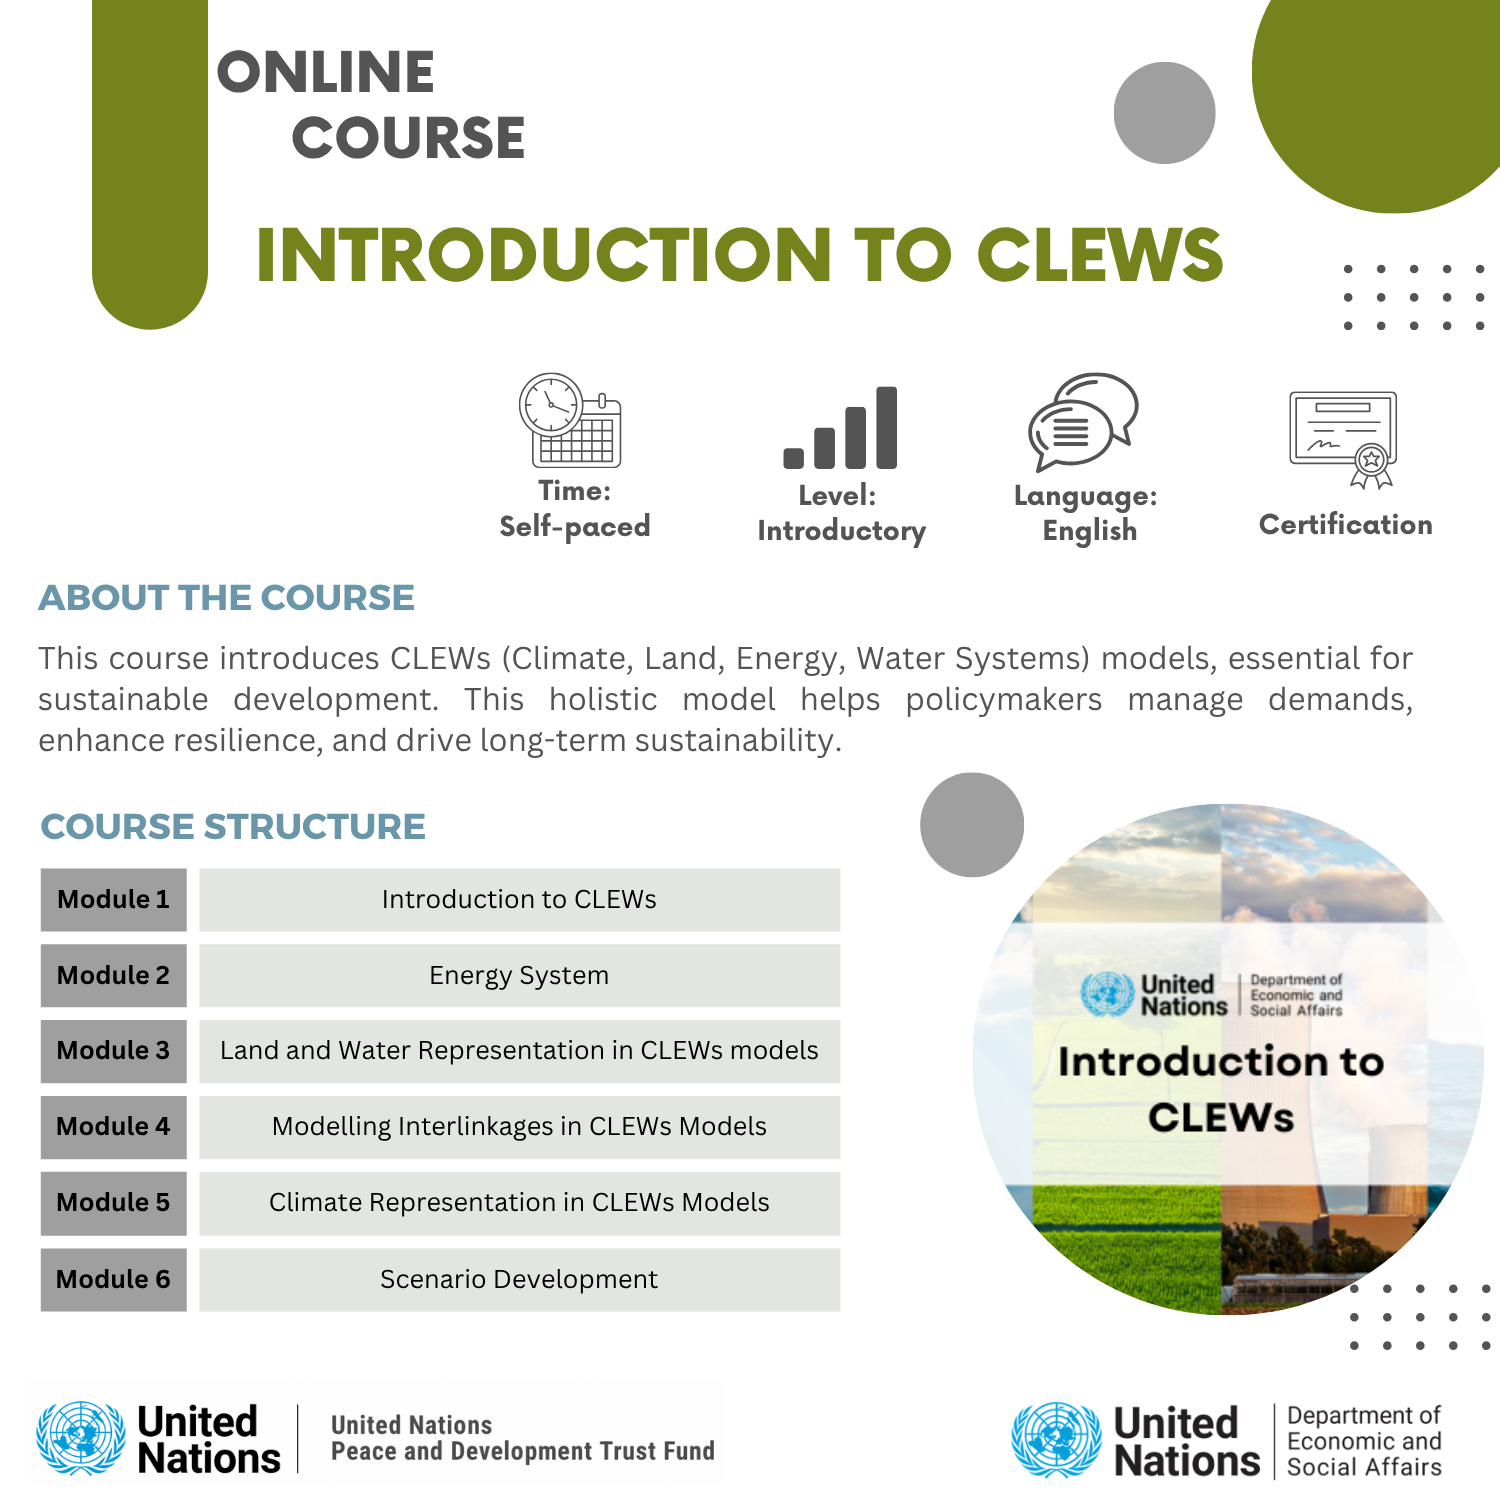 ONLINE
COURSE
INTRODUCTION TO CLEWS
Time:
Self-paced
Level:
Introductory
Language:
English
Certification
ABOUT THE COURSE
This course introduces CLEWs (Climate, Land, Energy, Water Systems) models, essential for
sustainable development. This holistic model helps policymakers manage demands,
enhance resilience, and drive long-term sustainability.
COURSE STRUCTURE
Module 1 Introduction to CLEWs
Module 2 Energy System
Module 3 Land and Water Representation in CLEWs models
Module 4 Modelling Interlinkages in CLEWs Models
Module 5 Climate Representation in CLEWs Models
Module 6 Scenario Development
United
Nations
Department of
Economic and
Social Affairs
Introduction to
CLEWs
United
Nations
United Nations
Peace and Development Trust Fund
United
Nations
Department of
Economic and
Social Affairs